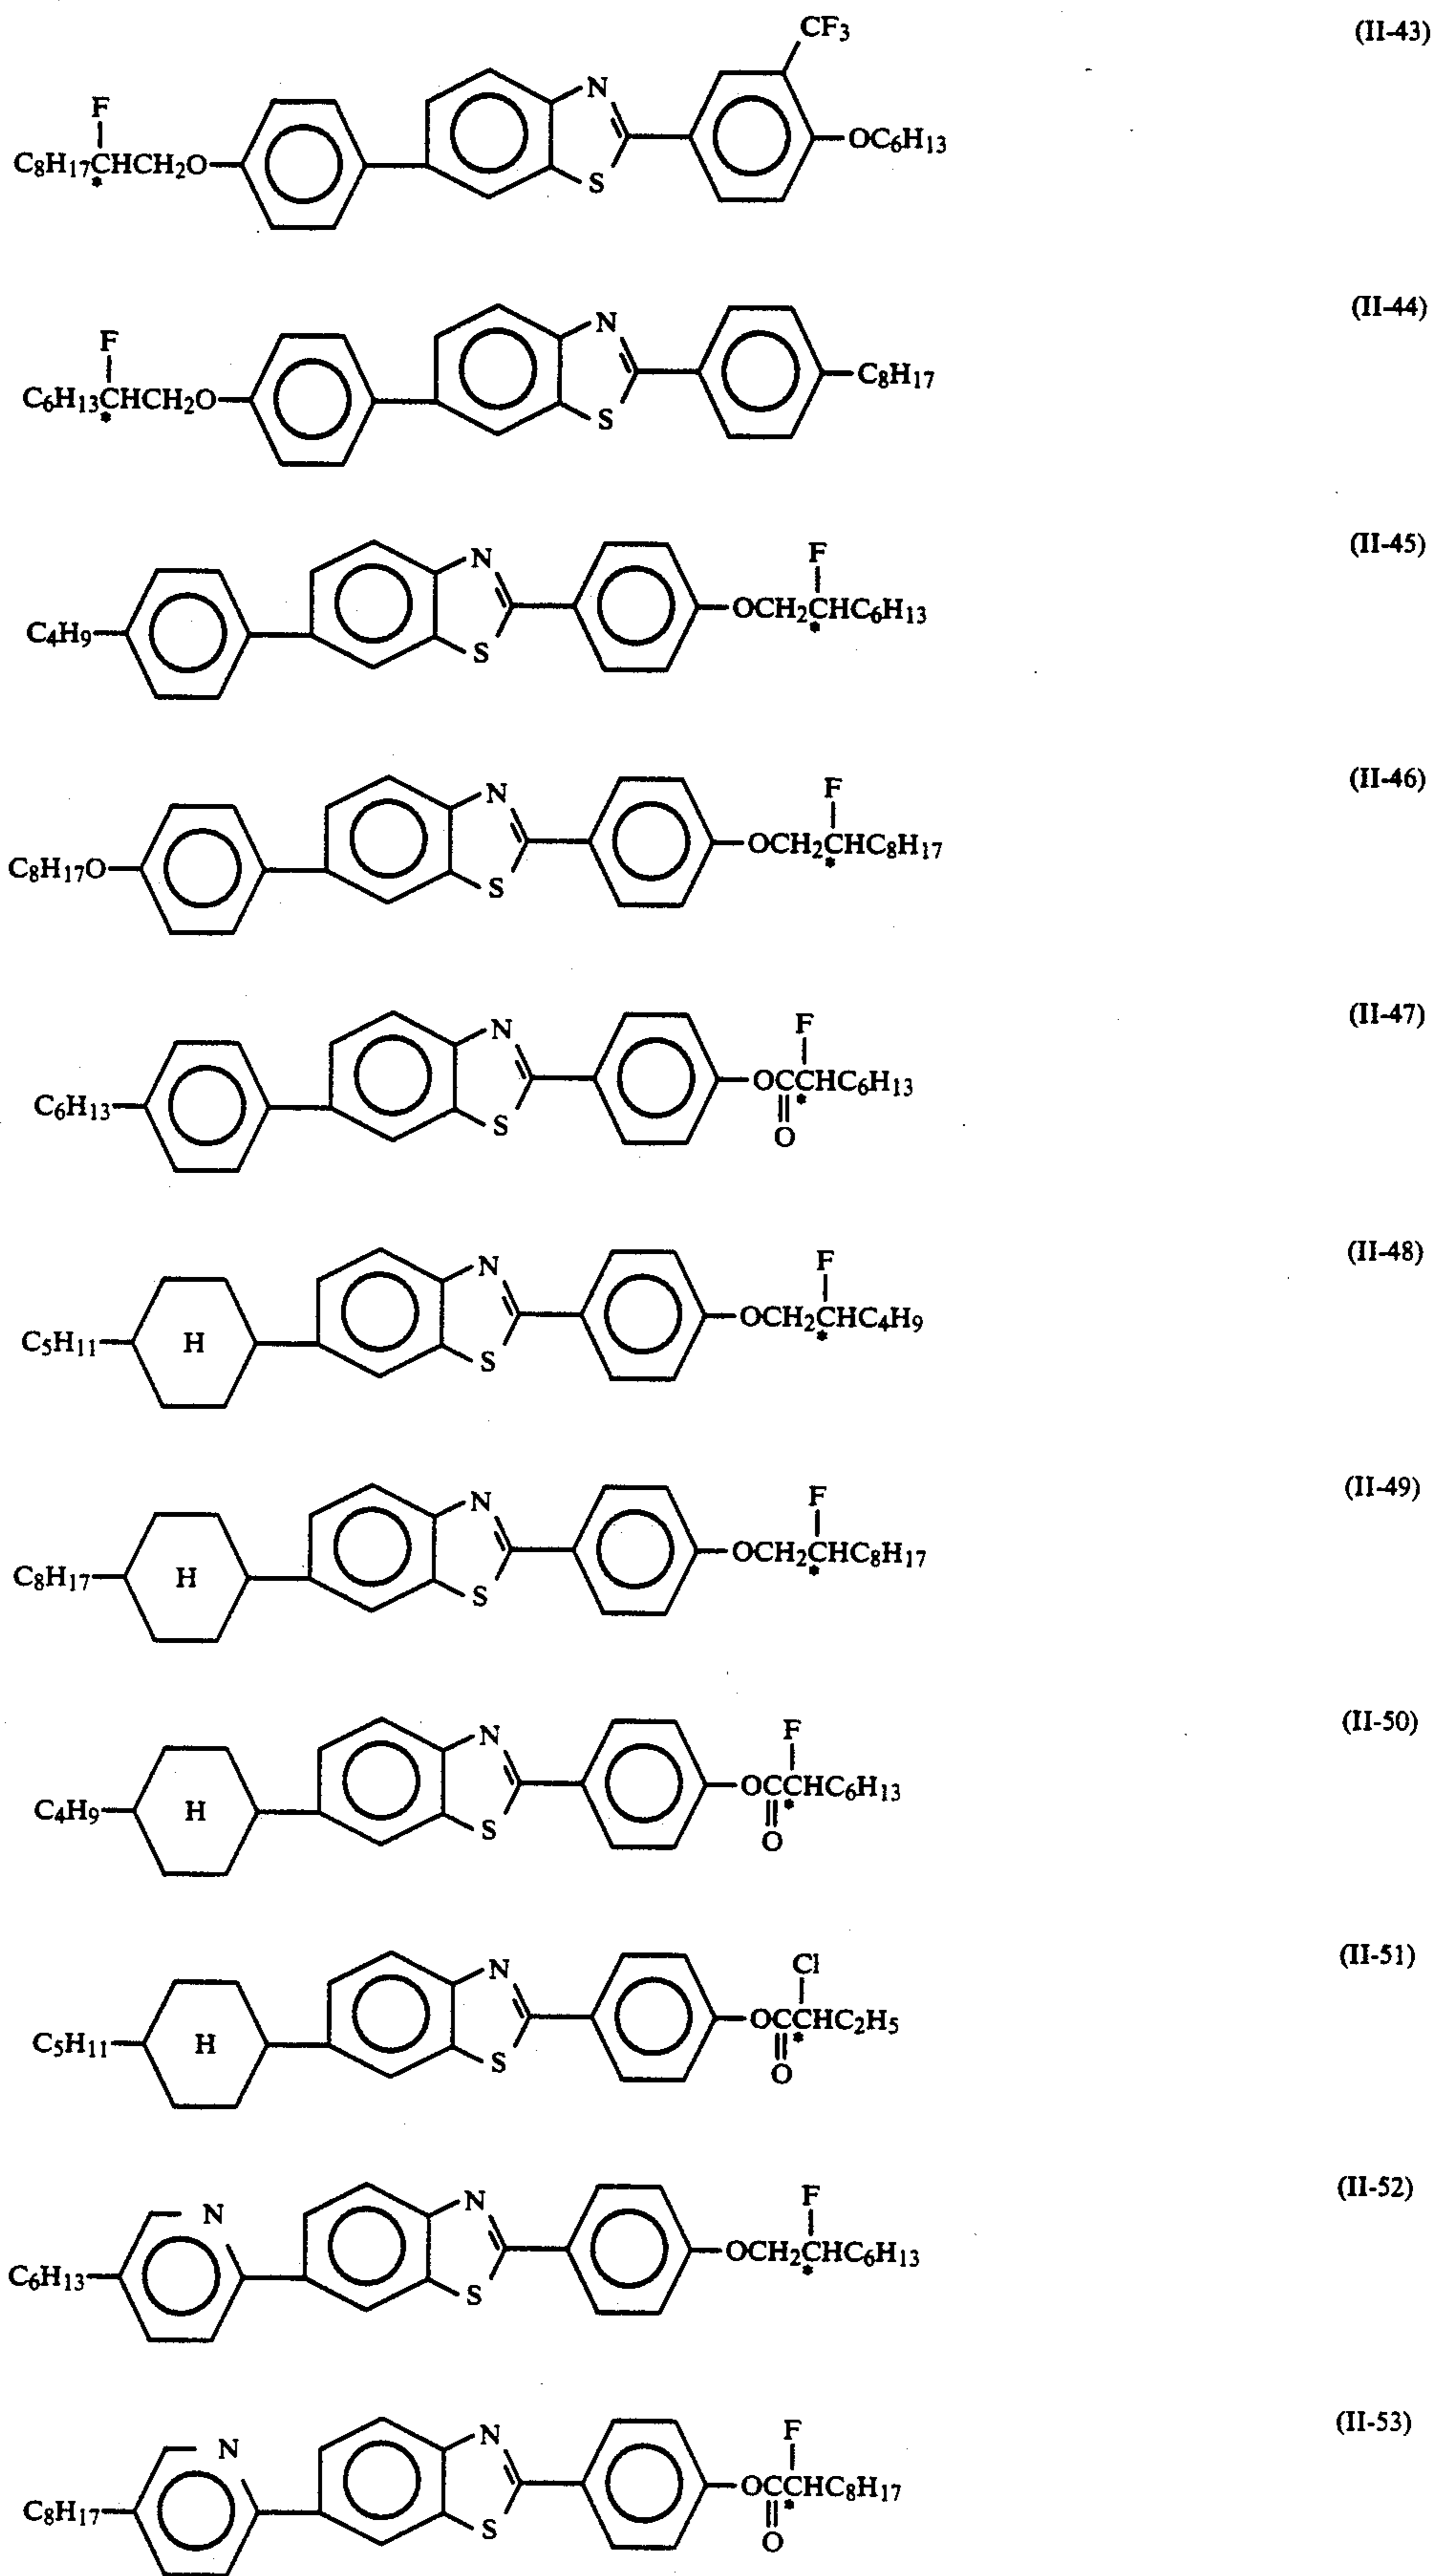 CF3 (II-43)
F N
C8H17CHCH2O OC6H13
* S
F N (II-44)
C6H13CHCH2O C8H17
* S
N F (II-45)
C4H9 OCH2CHC6H13
S *
N F (II-46)
C8H17O OCH2CHC8H17
S *
N F (II-47)
C6H13 OCCHC6H13
S *
O
N F (II-48)
C5H11 H OCH2CHC4H9
S *
N F (II-49)
C8H17 H OCH2CHC8H17
S *
N F (II-50)
C4H9 H OCCHC6H13
S *
O
N Cl (II-51)
C5H11 H OCCHC2H5
S *
O
N N F (II-52)
C6H13 OCH2CHC6H13
S *
N N F (II-53)
C8H17 OCCHC8H17
S *
O